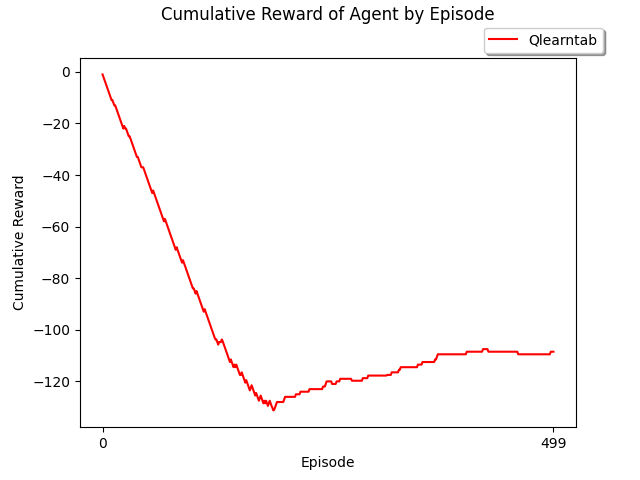 Cumulative Reward of Agent by Episode
Qlearntab
0
−20
−40
−60
−80
−100
−120
Cumulative Reward
0 499
Episode